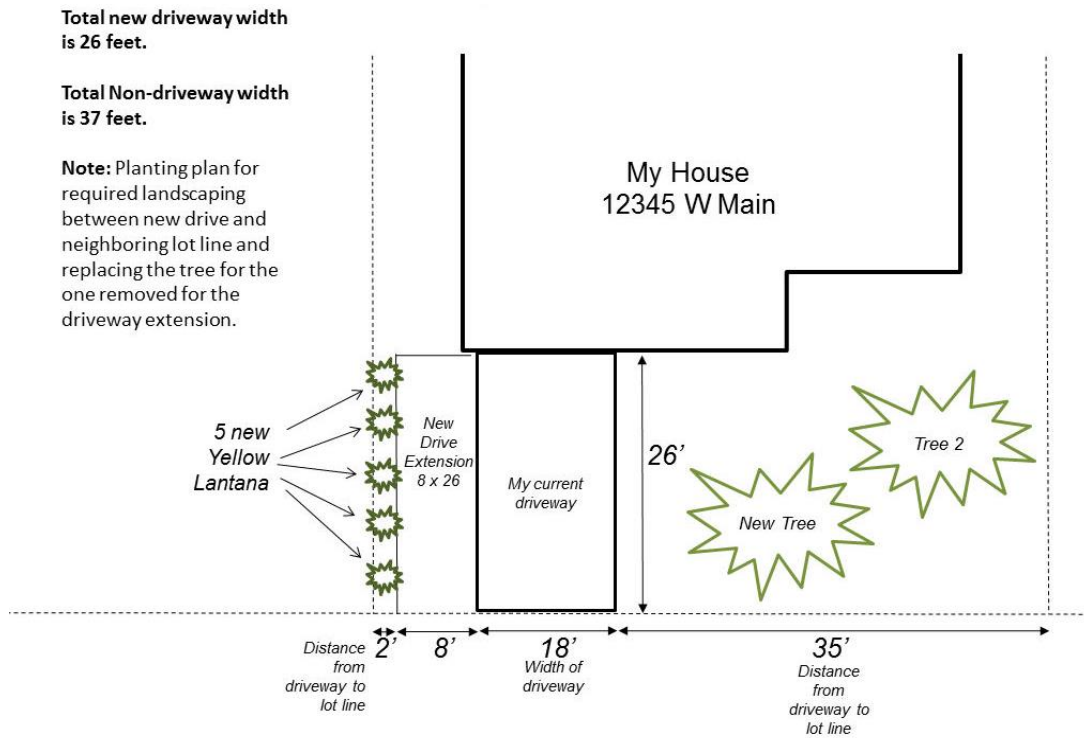 Total new driveway width
is 26 feet.
Total Non-driveway width
is 37 feet.
Note: Planting plan for
required landscaping
between new drive and
neighboring lot line and
replacing the tree for the
one removed for the
driveway extension.
My House
12345 W Main
5 new
Yellow
Lantana
New
Drive
Extension
8 x 26
My current
driveway
26’
Tree 2
New Tree
2’
8’
18’
35’
Distance
from
driveway to
lot line
Width of
driveway
Distance
from
driveway to
lot line